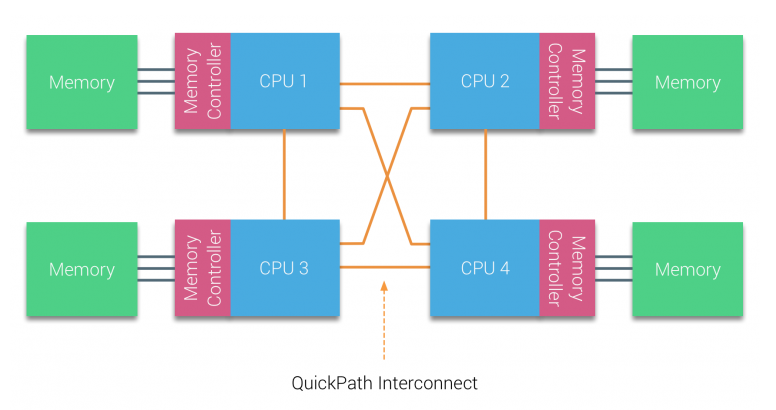 Memory
Memory
Controller
CPU 1
CPU 2
Memory
Controller
Memory
Memory
Memory
Controller
CPU 3
CPU 4
Memory
Controller
Memory
QuickPath Interconnect